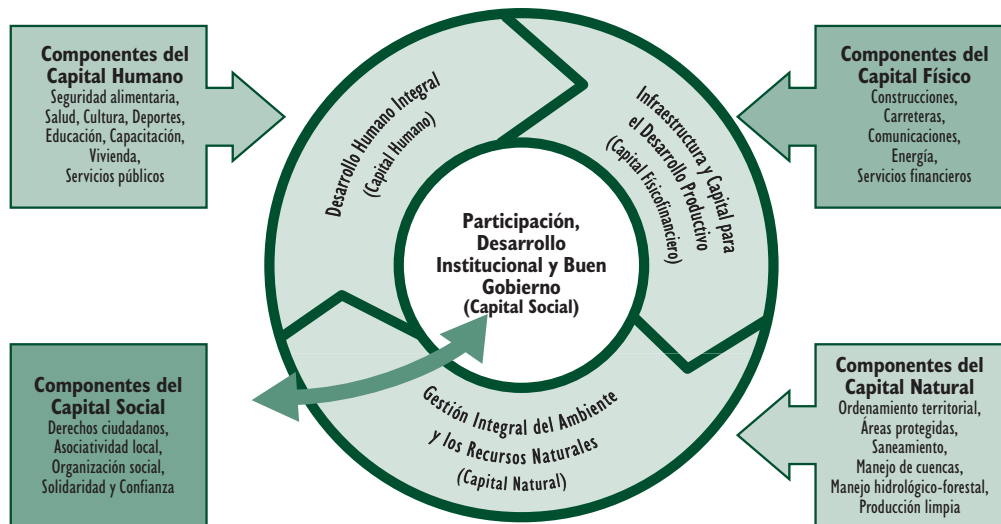 Componentes del
Capital Humano
Seguridad alimentaria,
Salud, Cultura, Deportes,
Educación, Capacitación,
Vivienda,
Servicios públicos
Desarrollo Humano Integral
(Capital Humano)
Infraestructura y Capital para
el Desarrollo Productivo
(Capital Físicofinanciero)
Componentes del
Capital Físico
Construcciones,
Carreteras,
Comunicaciones,
Energía,
Servicios financieros
Participación,
Desarrollo
Institucional y Buen
Gobierno
(Capital Social)
Componentes del
Capital Social
Derechos ciudadanos,
Asociatividad local,
Organización social,
Solidaridad y Confianza
Gestión Integral del Ambiente
y los Recursos Naturales
(Capital Natural)
Componentes del
Capital Natural
Ordenamiento territorial,
Áreas protegidas,
Saneamiento,
Manejo de cuencas,
Manejo hidrológico-forestal,
Producción limpia